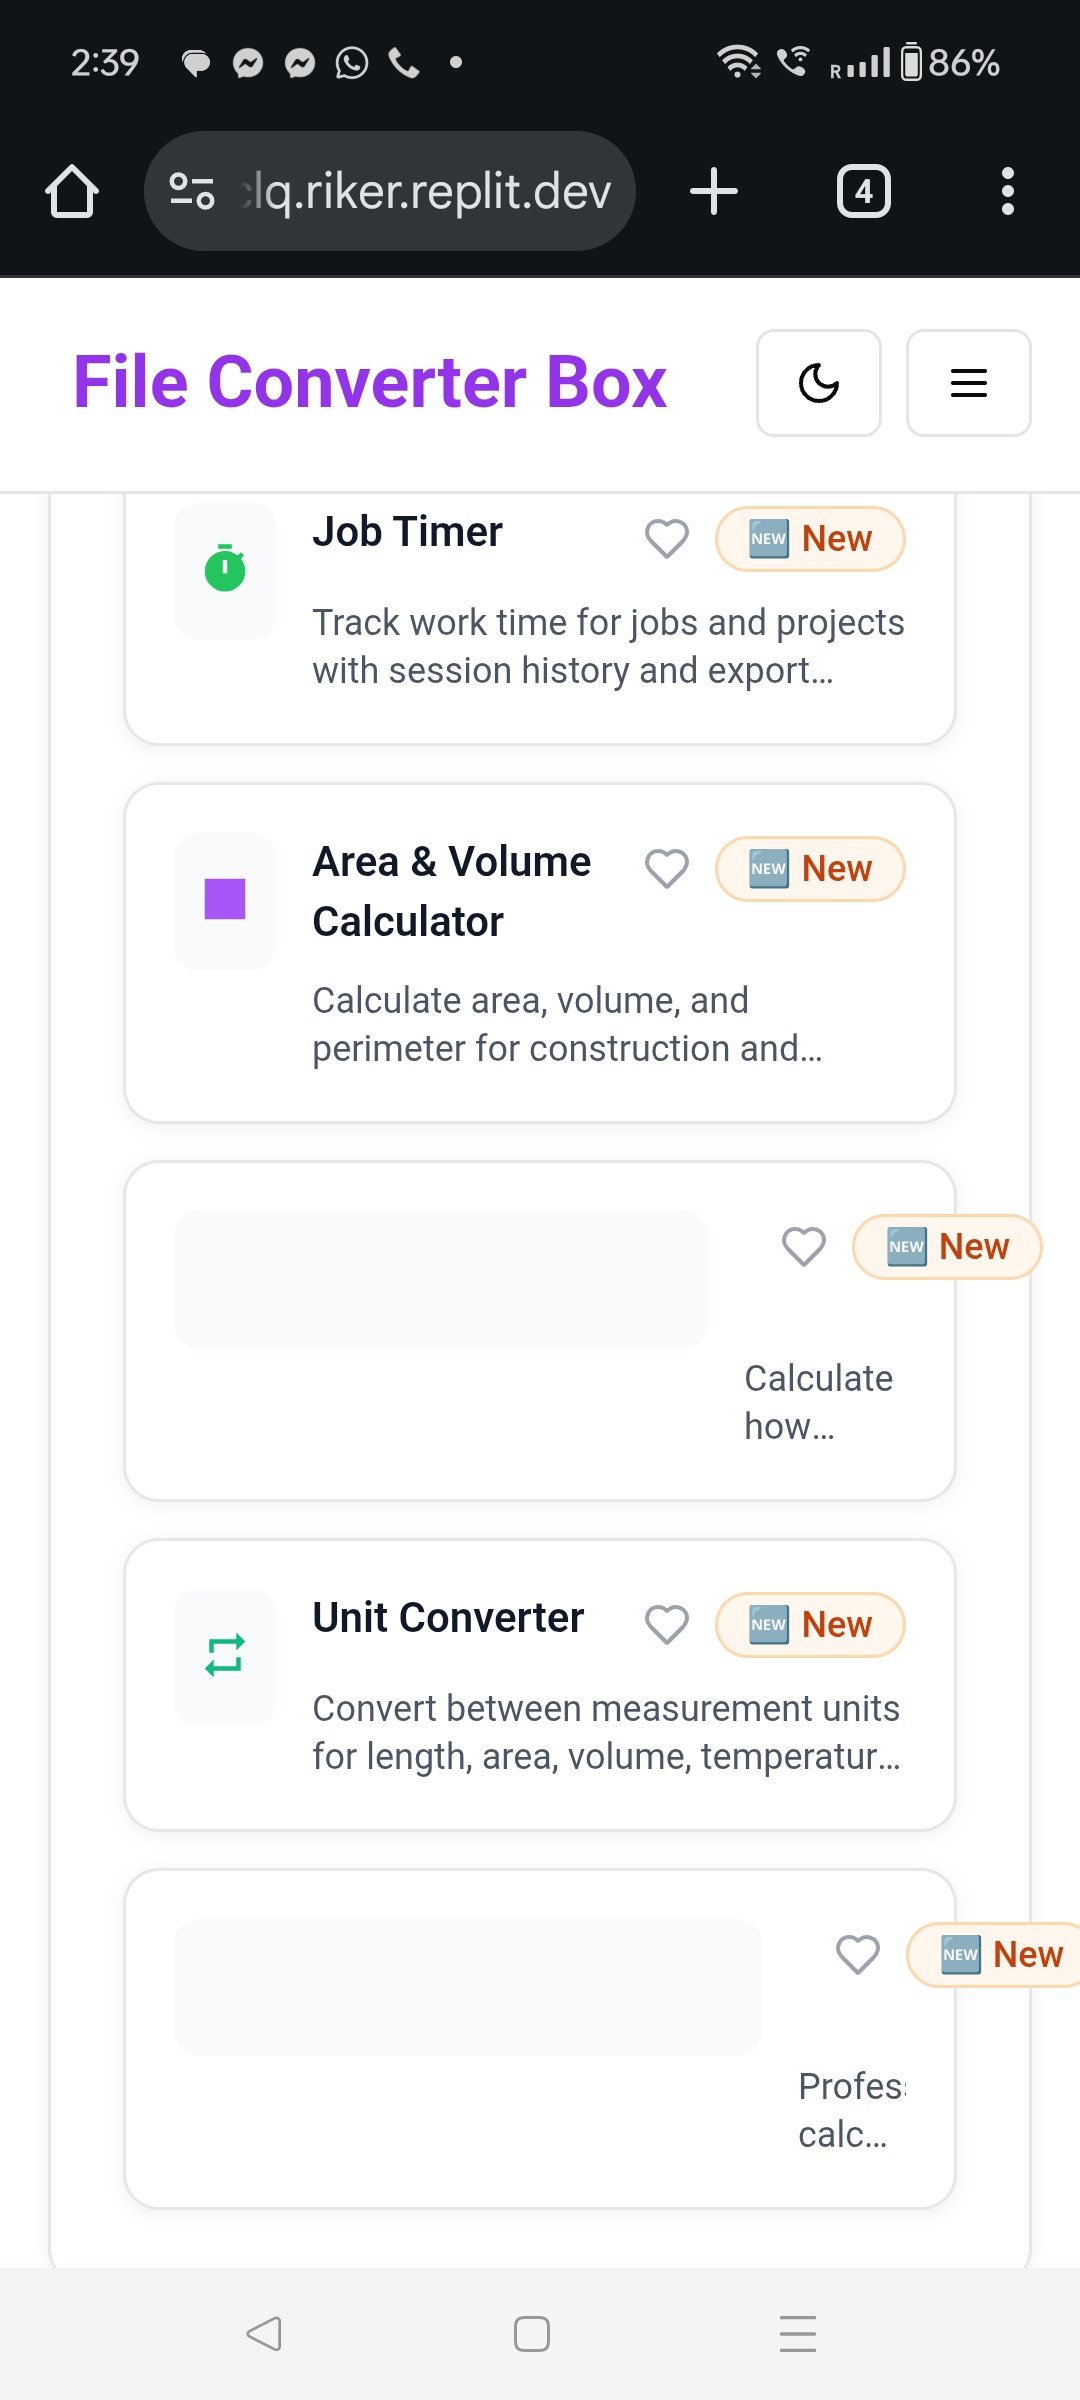 2:39
R
86%
clq.riker.replit.dev
4
File Converter Box
Job Timer
NEW New
Track work time for jobs and projects
with session history and export…
Area & Volume
Calculator
NEW New
Calculate area, volume, and
perimeter for construction and…
NEW New
Calculate
how…
Unit Converter
NEW New
Convert between measurement units
for length, area, volume, temperatur…
NEW New
Profes
calc…